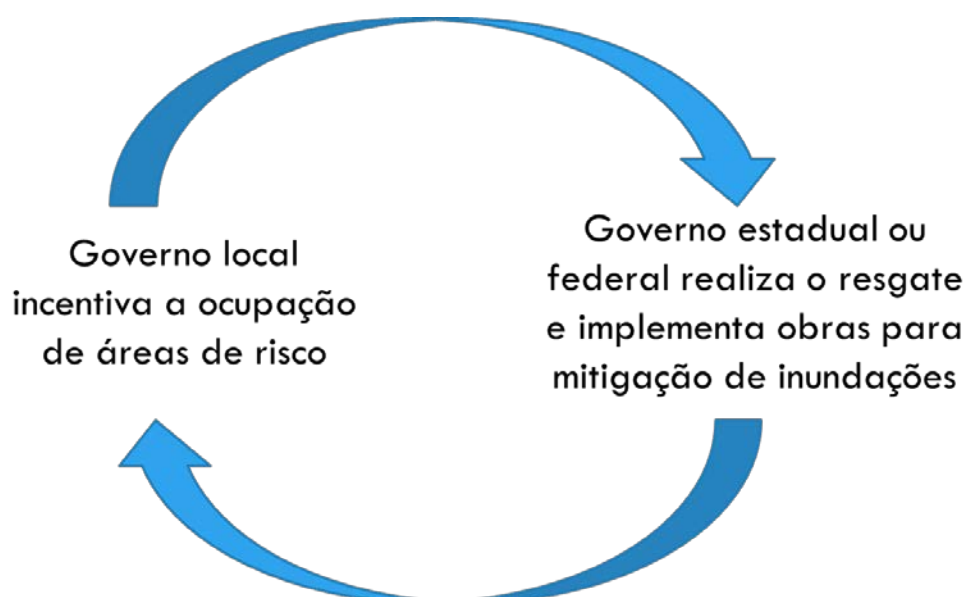 Governo local
incentiva a ocupação
de áreas de risco
Governo estadual ou
federal realiza o resgate
e implementa obras para
mitigação de inundações